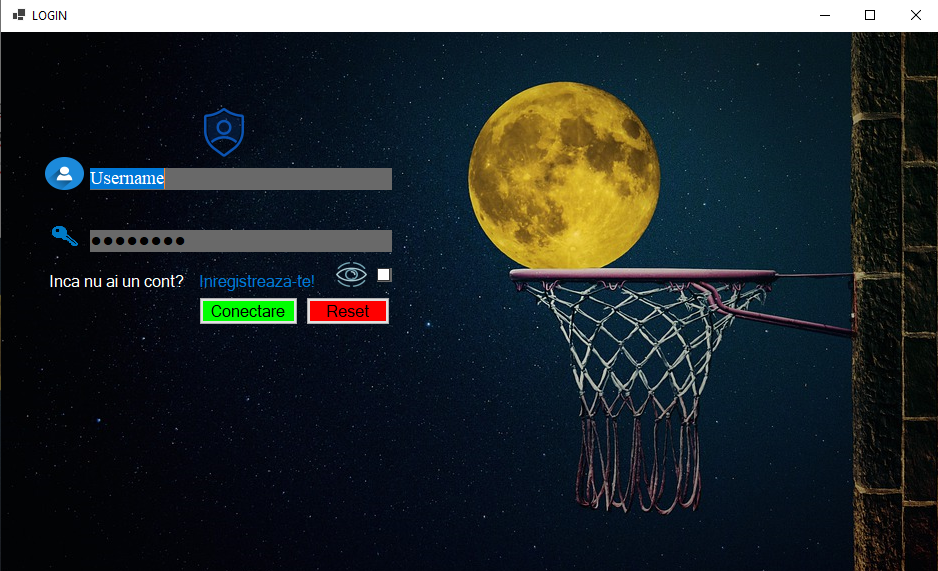 LOGIN
Username
●●●●●●●●
Inca nu ai un cont? Inregistreaza-te!
Conectare Reset